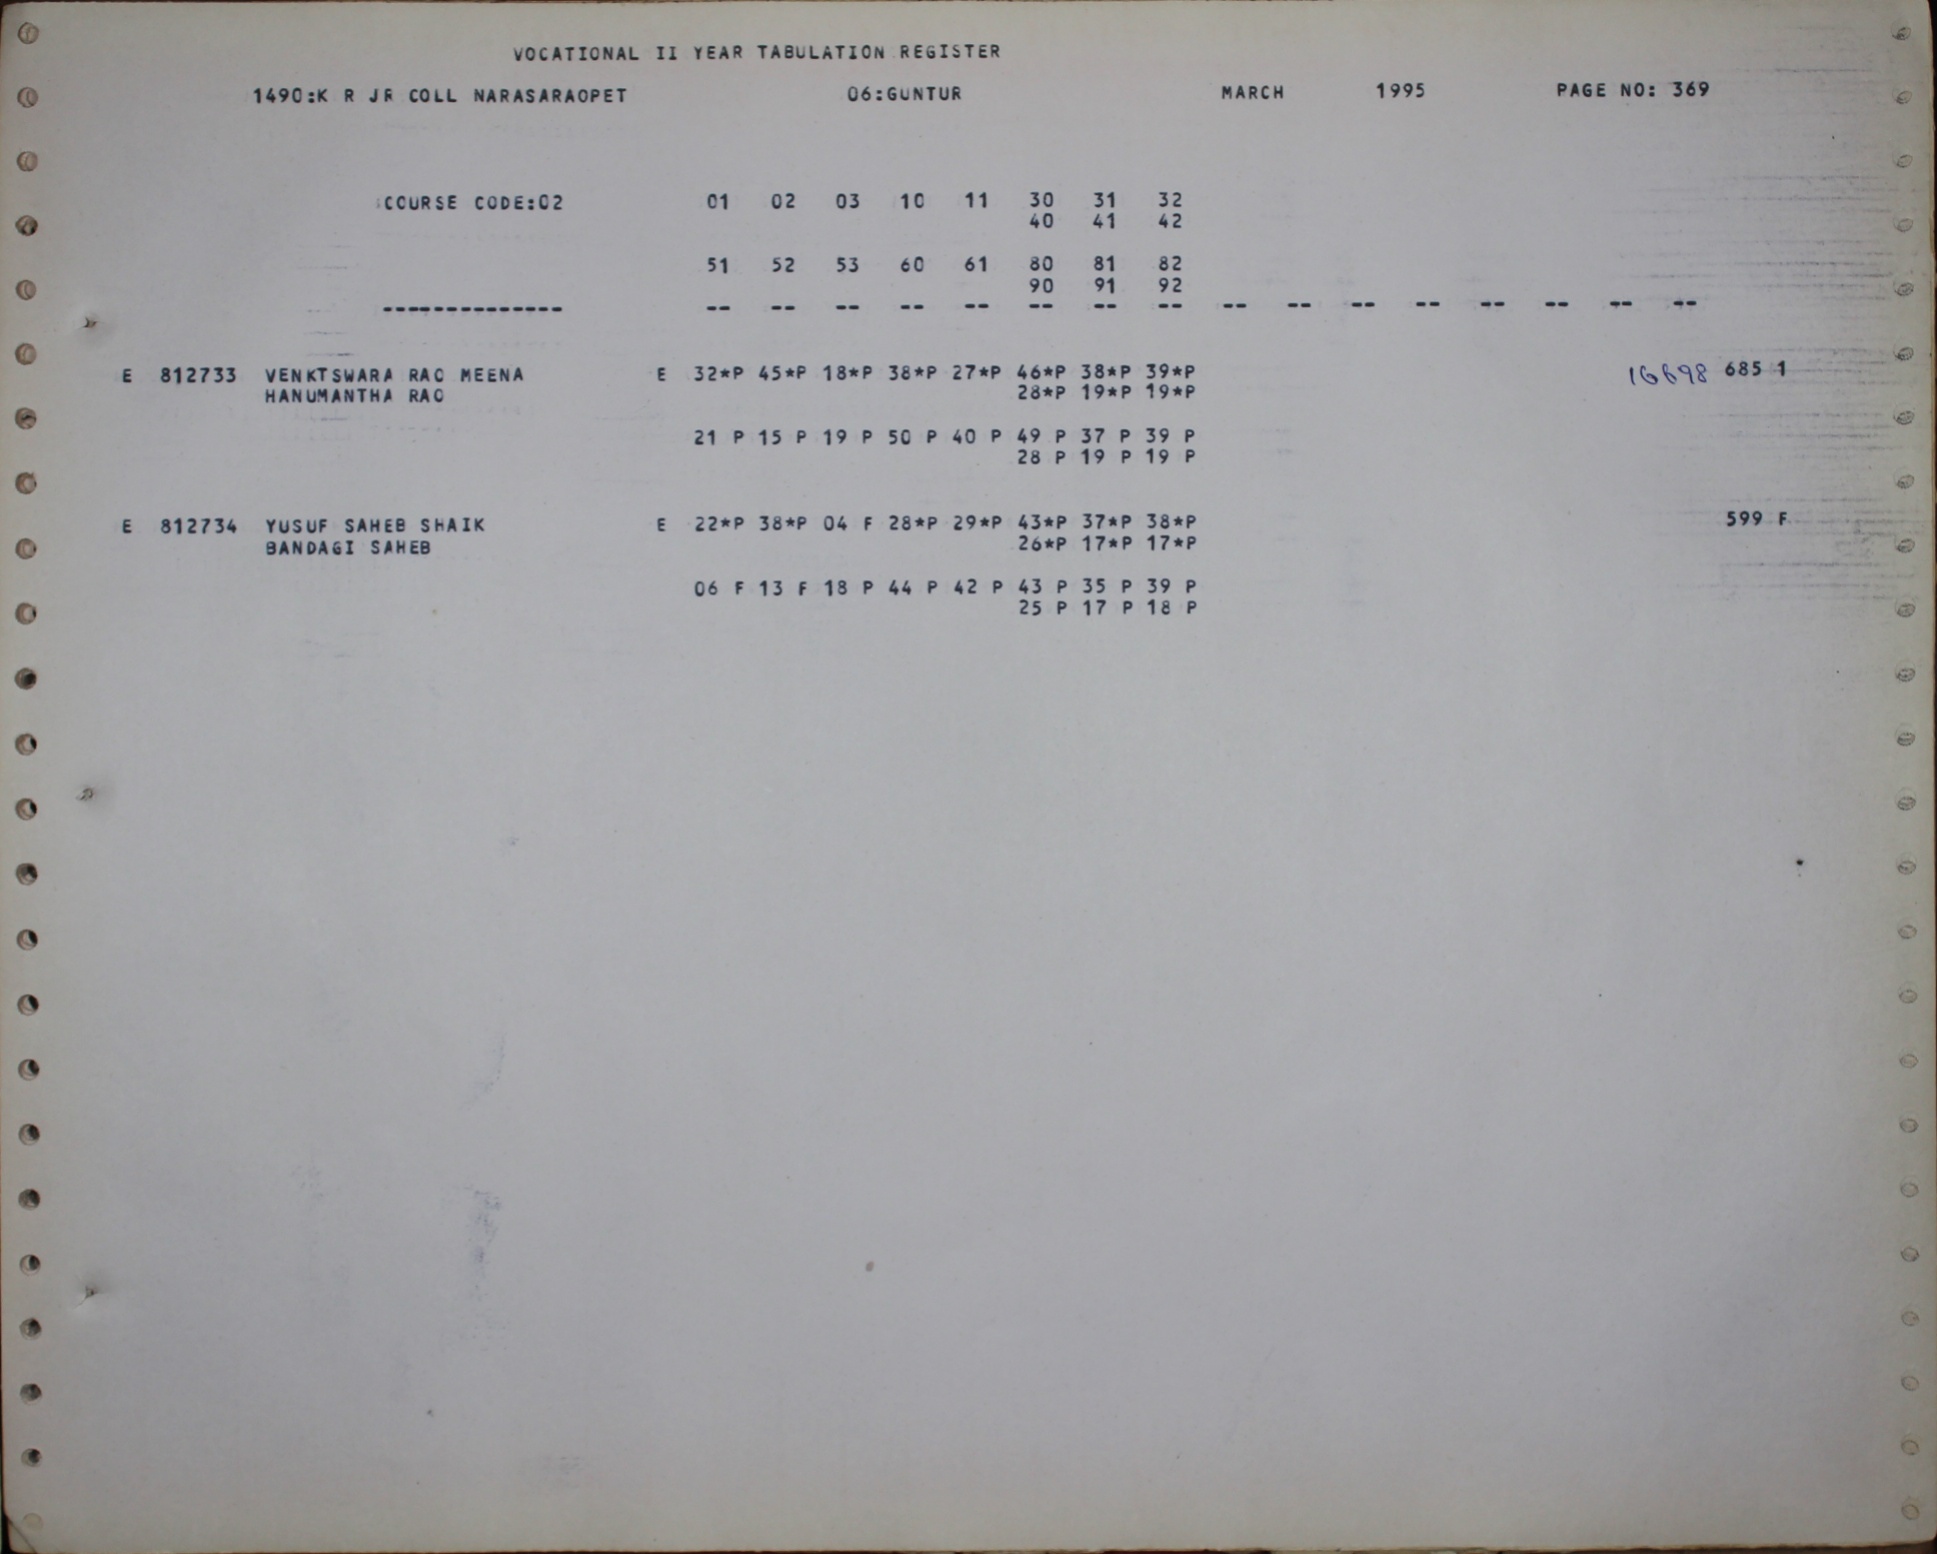 VOCATIONAL II YEAR TABULATION REGISTER
1490:K R JR COLL NARASARAOPET 06:GUNTUR MARCH 1995 PAGE NO: 369
COURSE CODE:02 01 02 03 10 11 30 31 32
40 41 42
51 52 53 60 61 80 81 82
90 91 92
-------------- -- -- -- -- -- -- -- -- -- -- -- -- -- -- -- --
E 812733 VENKTSWARA RAO MEENA E 32*P 45*P 18*P 38*P 27*P 46*P 38*P 39*P 16698 685 1
HANUMANTHA RAO 28*P 19*P 19*P
21 P 15 P 19 P 50 P 40 P 49 P 37 P 39 P
28 P 19 P 19 P
E 812734 YUSUF SAHEB SHAIK E 22*P 38*P 04 F 28*P 29*P 43*P 37*P 38*P 599 F
BANDAGI SAHEB 26*P 17*P 17*P
06 F 13 F 18 P 44 P 42 P 43 P 35 P 39 P
25 P 17 P 18 P